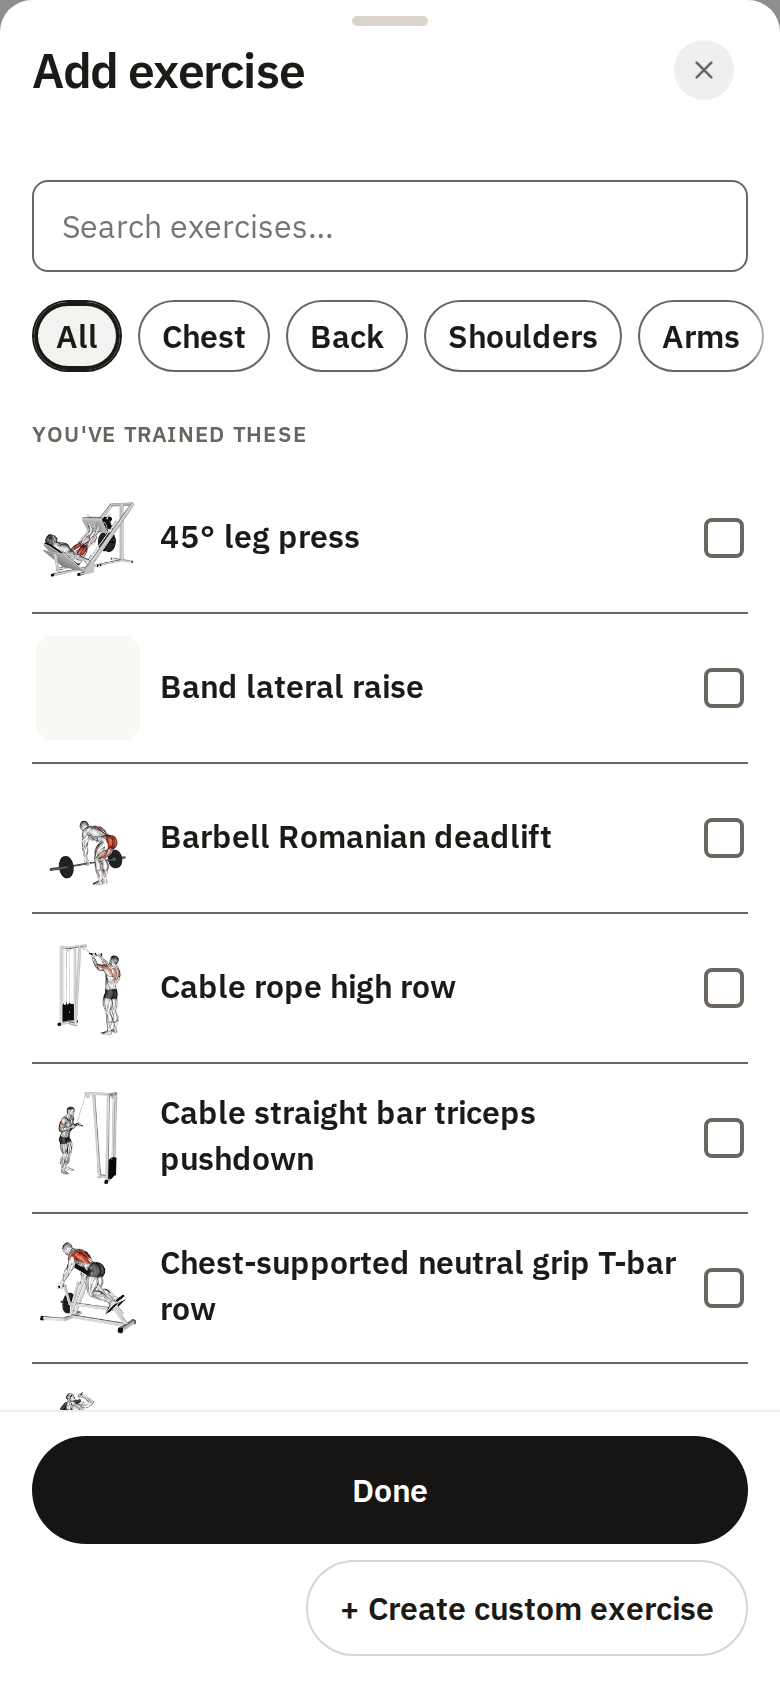 Add exercise
Search exercises...
All
Chest
Back
Shoulders
Arms
YOU'VE TRAINED THESE
45° leg press
Band lateral raise
Barbell Romanian deadlift
Cable rope high row
Cable straight bar triceps
pushdown
Chest-supported neutral grip T-bar
row
Done
+ Create custom exercise